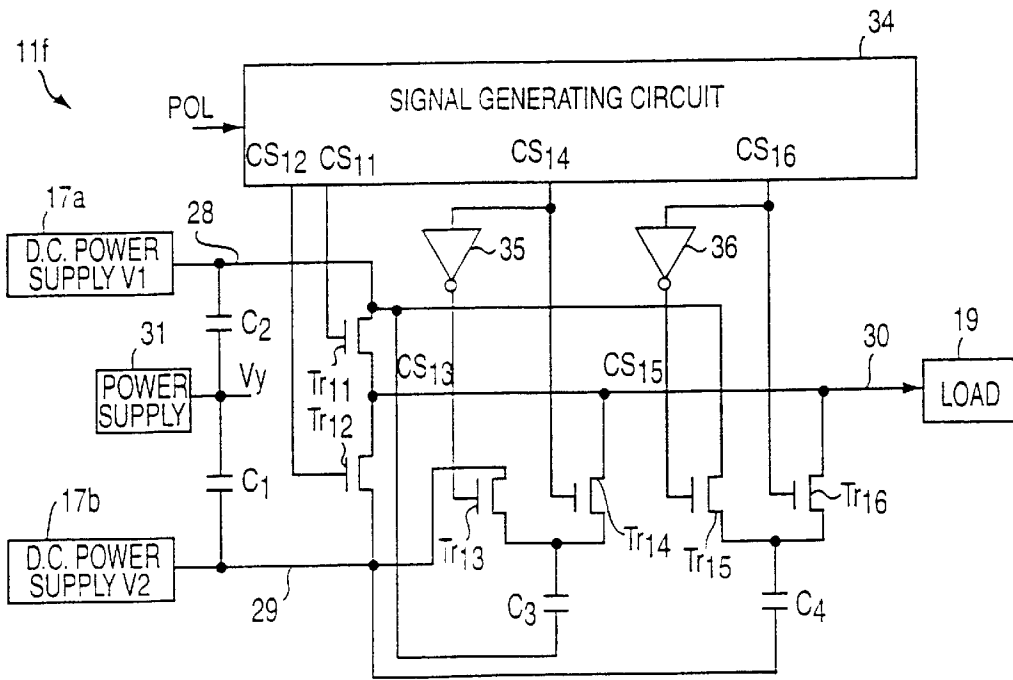 11f
34
SIGNAL GENERATING CIRCUIT
POL
CS12
CS11
CS14
CS16
17a
D.C. POWER
SUPPLY V1
28
35
36
C2
31
POWER
SUPPLY
Vy
Tr11
CS13
CS15
30
19
LOAD
Tr12
C1
17b
D.C. POWER
SUPPLY V2
29
Tr13
Tr14
Tr15
Tr16
C3
C4